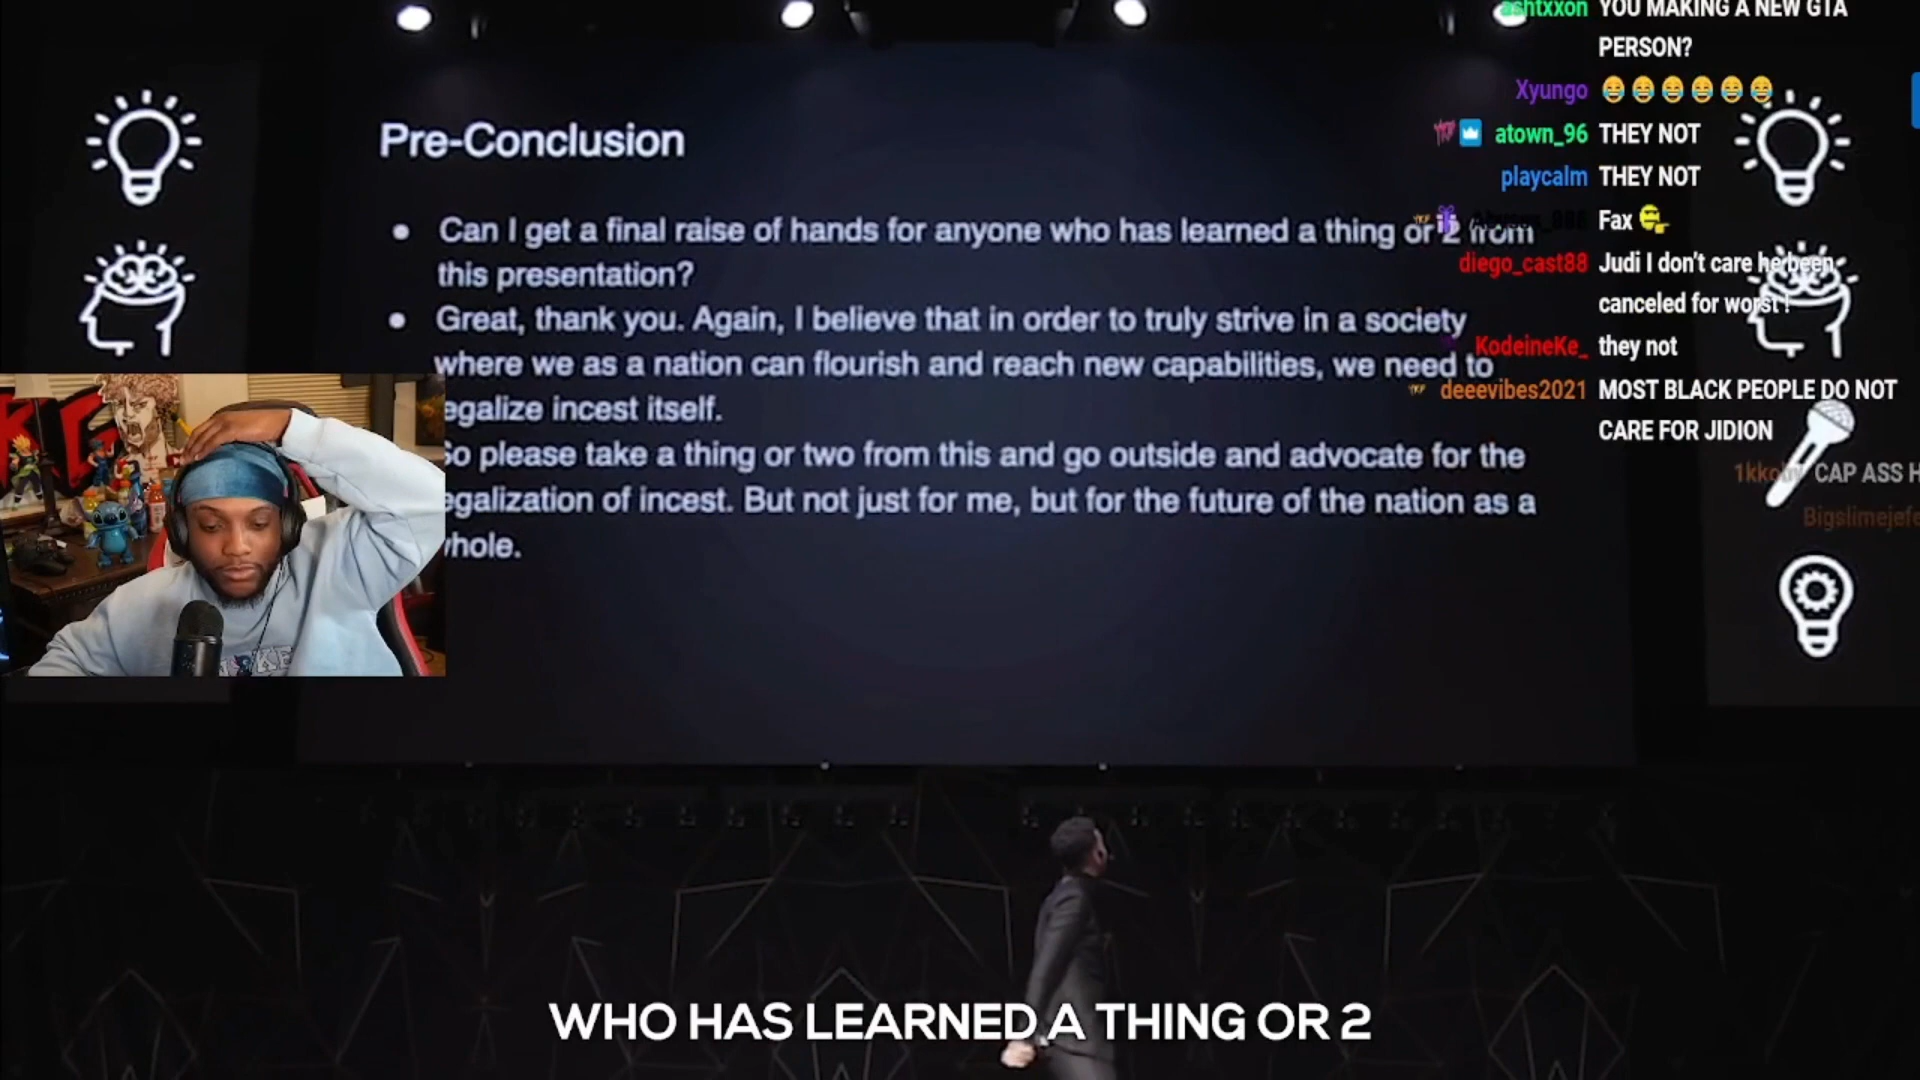 Pre-Conclusion
Can I get a final raise of hands for anyone who has learned a thing or 2 from
this presentation?
Great, thank you. Again, I believe that in order to truly strive in a society
where we as a nation can flourish and reach new capabilities, we need to
egalize incest itself.
So please take a thing or two from this and go outside and advocate for the
egalization of incest. But not just for me, but for the future of the nation as a
whole.
ashtxxon YOU MAKING A NEW GTA
PERSON?
Xyungo 😂😂😂😂😂😂
atown_96 THEY NOT
playcalm THEY NOT
Fax
diego_cast88 Judi I don't care he been
canceled for worst !
KodeineKe_ they not
deeevibes2021 MOST BLACK PEOPLE DO NOT
CARE FOR JIDION
CAP ASS H
Bigslimejefe
WHO HAS LEARNED A THING OR 2